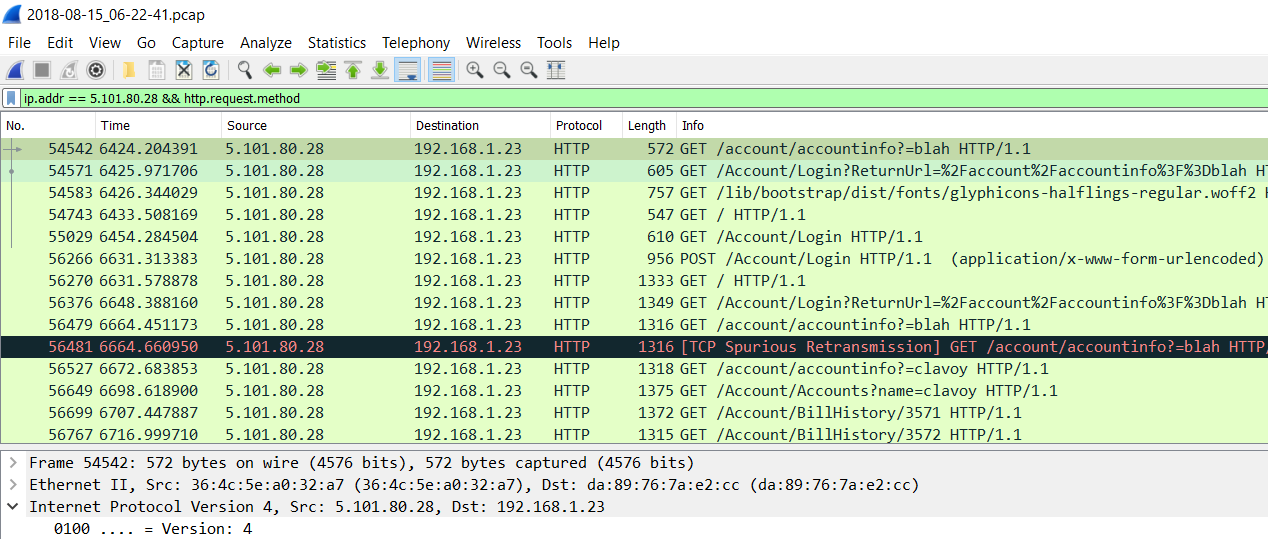 2018-08-15_06-22-41.pcap
File Edit View Go Capture Analyze Statistics Telephony Wireless Tools Help
ip.addr == 5.101.80.28 && http.request.method
No. Time Source Destination Protocol Length Info
54542 6424.204391 5.101.80.28 192.168.1.23 HTTP 572 GET /account/accountinfo?=blah HTTP/1.1
54571 6425.971706 5.101.80.28 192.168.1.23 HTTP 605 GET /Account/Login?ReturnUrl=%2Faccount%2Faccountinfo%3F%3Dblah HT
54583 6426.344029 5.101.80.28 192.168.1.23 HTTP 757 GET /lib/bootstrap/dist/fonts/glyphicons-halflings-regular.woff2 H
54743 6433.508169 5.101.80.28 192.168.1.23 HTTP 547 GET / HTTP/1.1
55029 6454.284504 5.101.80.28 192.168.1.23 HTTP 610 GET /Account/Login HTTP/1.1
56266 6631.313383 5.101.80.28 192.168.1.23 HTTP 956 POST /Account/Login HTTP/1.1 (application/x-www-form-urlencoded)
56270 6631.578878 5.101.80.28 192.168.1.23 HTTP 1333 GET / HTTP/1.1
56376 6648.388160 5.101.80.28 192.168.1.23 HTTP 1349 GET /Account/Login?ReturnUrl=%2Faccount%2Faccountinfo%3F%3Dblah HT
56479 6664.451173 5.101.80.28 192.168.1.23 HTTP 1316 GET /account/accountinfo?=blah HTTP/1.1
56481 6664.660950 5.101.80.28 192.168.1.23 HTTP 1316 [TCP Spurious Retransmission] GET /account/accountinfo?=blah HTTP/
56527 6672.683853 5.101.80.28 192.168.1.23 HTTP 1318 GET /account/accountinfo?=clavoy HTTP/1.1
56649 6698.618900 5.101.80.28 192.168.1.23 HTTP 1375 GET /Account/Accounts?name=clavoy HTTP/1.1
56699 6707.447887 5.101.80.28 192.168.1.23 HTTP 1372 GET /Account/BillHistory/3571 HTTP/1.1
56767 6716.999710 5.101.80.28 192.168.1.23 HTTP 1315 GET /Account/BillHistory/3572 HTTP/1.1
Frame 54542: 572 bytes on wire (4576 bits), 572 bytes captured (4576 bits)
Ethernet II, Src: 36:4c:5e:a0:32:a7 (36:4c:5e:a0:32:a7), Dst: da:89:76:7a:e2:cc (da:89:76:7a:e2:cc)
Internet Protocol Version 4, Src: 5.101.80.28, Dst: 192.168.1.23
0100 .... = Version: 4